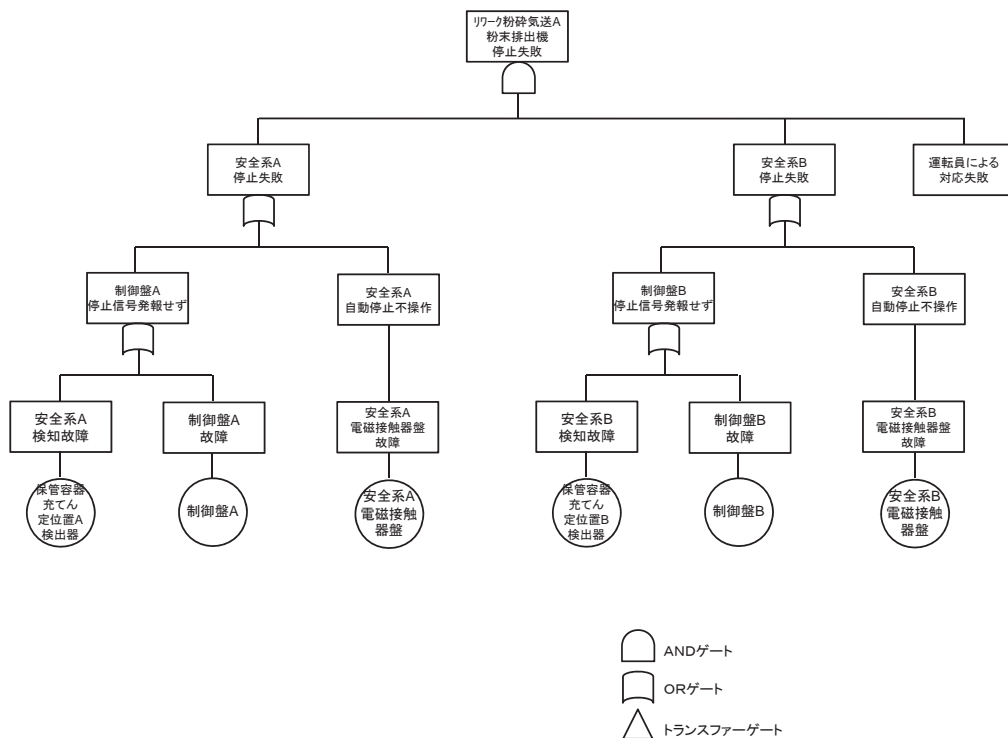 リワーク粉砕気送A
粉末排出機
停止失敗
安全系A
停止失敗
安全系B
停止失敗
運転員による
対応失敗
制御盤A
停止信号発報せず
安全系A
自動停止不操作
制御盤B
停止信号発報せず
安全系B
自動停止不操作
安全系A
検知故障
制御盤A
故障
安全系A
電磁接触器盤
故障
安全系B
検知故障
制御盤B
故障
安全系B
電磁接触器盤
故障
保管容器
充てん
定位置A
検出器
制御盤A
安全系A
電磁接触
器盤
保管容器
充てん
定位置B
検出器
制御盤B
安全系B
電磁接触
器盤
ANDゲート
ORゲート
トランスファーゲート